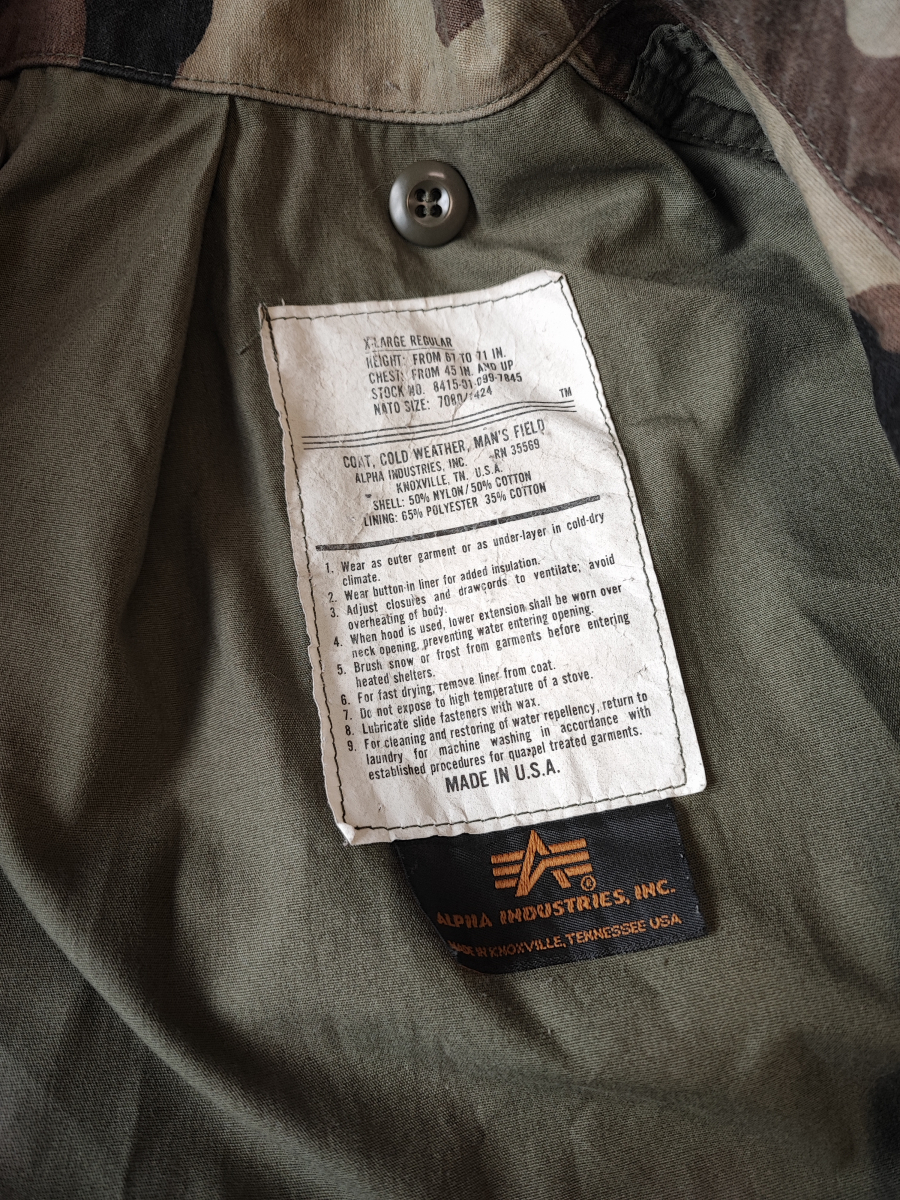 X-LARGE REGULAR
HEIGHT: FROM 67 TO 71 IN.
CHEST: FROM 45 IN. AND UP
STOCK NO. 8415-01-099-7845
NATO SIZE: 7080/
TM
COAT, COLD WEATHER, MAN'S FIELD
ALPHA INDUSTRIES, INC. RN 35569
KNOXVILLE, TN. U.S.A.
SHELL: 50% NYLON/50% COTTON
LINING: 65% POLYESTER 35% COTTON
1. Wear as outer garment or as under-layer in cold-dry
climate.
2. Wear button-in liner for added insulation.
3. Adjust closures and drawcords to ventilate; avoid
overheating of body.
4. When hood is used, lower extension shall be worn over
neck opening, preventing water entering opening.
5. Brush snow or frost from garments before entering
heated shelters.
6. For fast drying, remove liner from coat.
7. Do not expose to high temperature of a stove.
8. Lubricate slide fasteners with wax.
9. For cleaning and restoring of water repellency, return to
laundry for machine washing in accordance with
established procedures for quarpel treated garments.
MADE IN U.S.A.
A
®
ALPHA INDUSTRIES, INC.
MADE IN KNOXVILLE, TENNESSEE USA